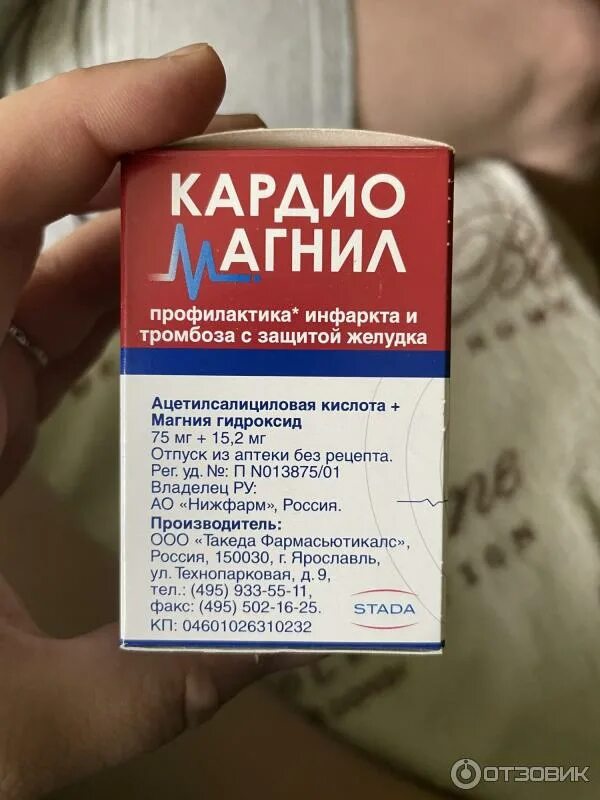 КАРДИО
МАГНИЛ
профилактика* инфаркта и
тромбоза с защитой желудка
Ацетилсалициловая кислота +
Магния гидроксид
75 мг + 15,2 мг
Отпуск из аптеки без рецепта.
Рег. уд. №: П N013875/01
Владелец РУ:
АО «Нижфарм», Россия.
Производитель:
ООО «Такеда Фармасьютикалс»,
Россия, 150030, г. Ярославль,
ул. Технопарковая, д. 9,
тел.: (495) 933-55-11,
факс: (495) 502-16-25.
КП: 04601026310232
STADA
ОТЗОВИК